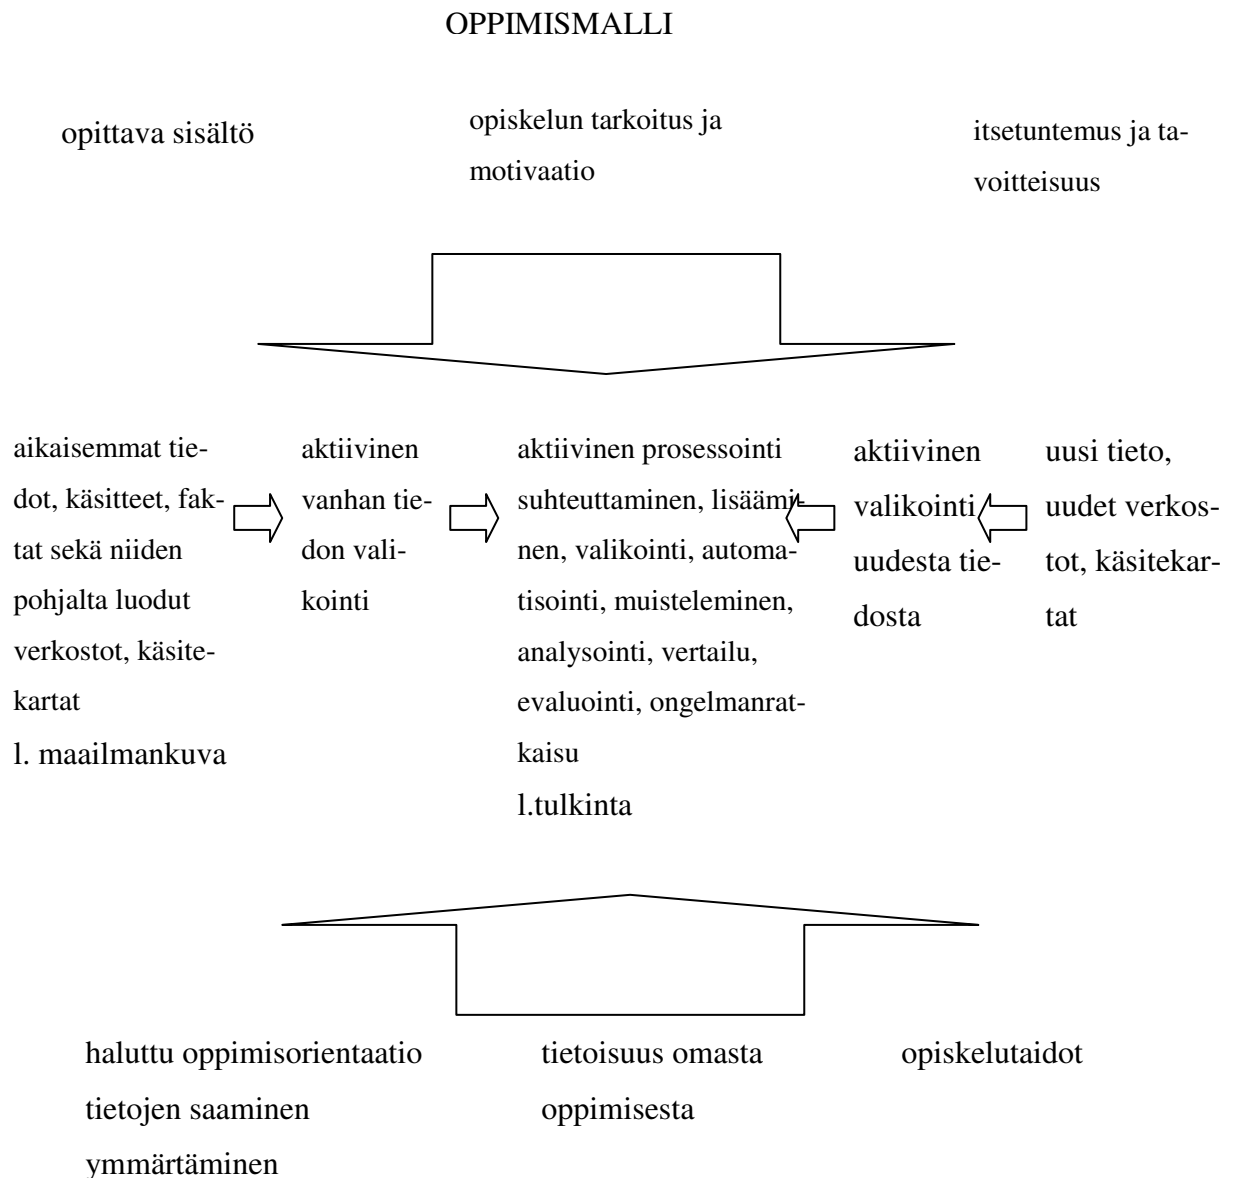 OPPIMISMALLI
opittava sisältö
opiskelun tarkoitus ja
motivaatio
itsetuntemus ja ta-
voitteisuus
aikaisemmat tie-
dot, käsitteet, fak-
tat sekä niiden
pohjalta luodut
verkostot, käsite-
kartat
l. maailmankuva
aktiivinen
vanhan tie-
don vali-
kointi
aktiivinen prosessointi
suhteuttaminen, lisäämi-
nen, valikointi, automa-
tisointi, muisteleminen,
analysointi, vertailu,
evaluointi, ongelmanrat-
kaisu
l.tulkinta
aktiivinen
valikointi
uudesta tie-
dosta
uusi tieto,
uudet verkos-
tot, käsitekar-
tat
haluttu oppimisorientaatio
tietojen saaminen
ymmärtäminen
tietoisuus omasta
oppimisesta
opiskelutaidot